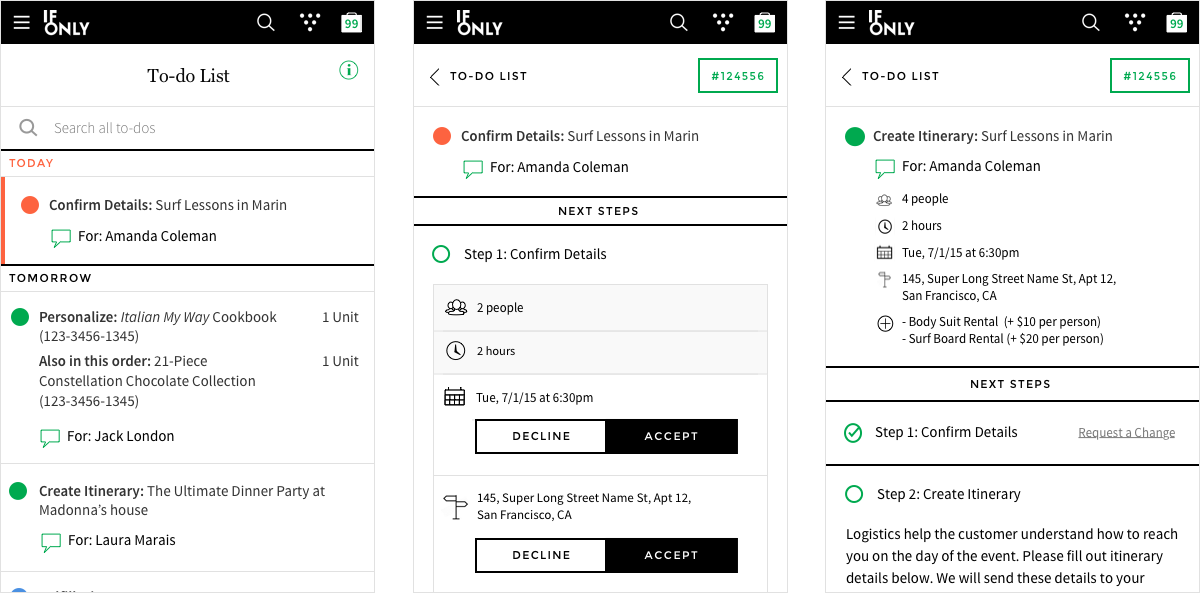 IF
ONLY
99
To-do List
Search all to-dos
TODAY
Confirm Details: Surf Lessons in Marin
For: Amanda Coleman
TOMORROW
Personalize: Italian My Way Cookbook 1 Unit
(123-3456-1345)
Also in this order: 21-Piece 1 Unit
Constellation Chocolate Collection
(123-3456-1345)
For: Jack London
Create Itinerary: The Ultimate Dinner Party at
Madonna’s house
For: Laura Marais
IF
ONLY
99
TO-DO LIST
#124556
Confirm Details: Surf Lessons in Marin
For: Amanda Coleman
NEXT STEPS
Step 1: Confirm Details
2 people
2 hours
Tue, 7/1/15 at 6:30pm
DECLINE ACCEPT
145, Super Long Street Name St, Apt 12,
San Francisco, CA
DECLINE ACCEPT
IF
ONLY
99
TO-DO LIST
#124556
Create Itinerary: Surf Lessons in Marin
For: Amanda Coleman
4 people
2 hours
Tue, 7/1/15 at 6:30pm
145, Super Long Street Name St, Apt 12,
San Francisco, CA
- Body Suit Rental (+ $10 per person)
- Surf Board Rental (+ $20 per person)
NEXT STEPS
Step 1: Confirm Details Request a Change
Step 2: Create Itinerary
Logistics help the customer understand how to reach
you on the day of the event. Please fill out itinerary
details below. We will send these details to your